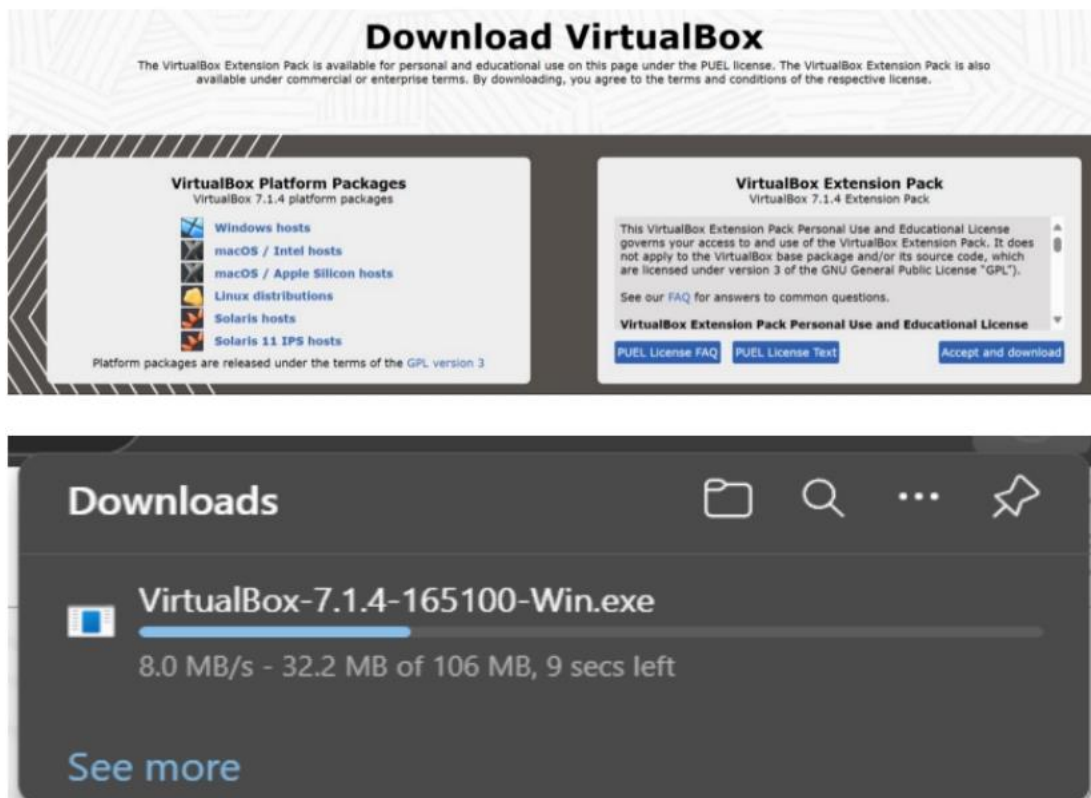 Download VirtualBox
The VirtualBox Extension Pack is available for personal and educational use on this page under the PUEL license. The VirtualBox Extension Pack is also
available under commercial or enterprise terms. By downloading, you agree to the terms and conditions of the respective license.
VirtualBox Platform Packages
VirtualBox 7.1.4 platform packages
Windows hosts
macOS / Intel hosts
macOS / Apple Silicon hosts
Linux distributions
Solaris hosts
Solaris 11 IPS hosts
Platform packages are released under the terms of the GPL version 3
VirtualBox Extension Pack
VirtualBox 7.1.4 Extension Pack
This VirtualBox Extension Pack Personal Use and Educational License
governs your access to and use of the VirtualBox Extension Pack. It does
not apply to the VirtualBox base package and/or its source code, which
are licensed under version 3 of the GNU General Public License "GPL").
See our FAQ for answers to common questions.
VirtualBox Extension Pack Personal Use and Educational License
PUEL License FAQ
PUEL License Text
Accept and download
Downloads
VirtualBox-7.1.4-165100-Win.exe
8.0 MB/s - 32.2 MB of 106 MB, 9 secs left
See more